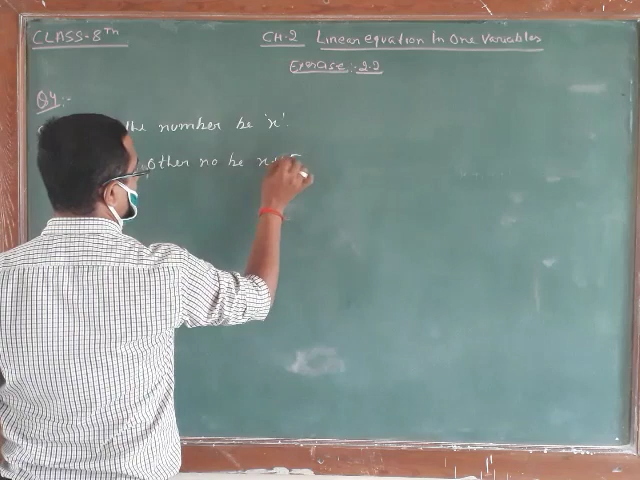 CLASS-8TH
CH-2 Linear equation In One Variables
Exercise:-2.2
Q4:-
the number be 'x'.
other no be x+5